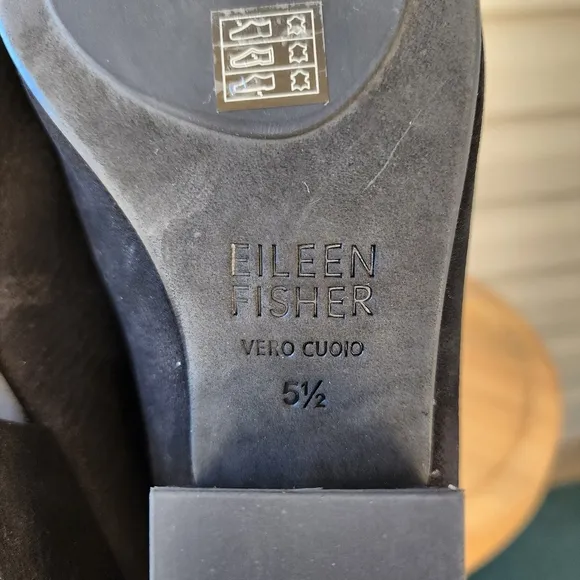 EILEEN
FISHER
VERO CUOIO
5½